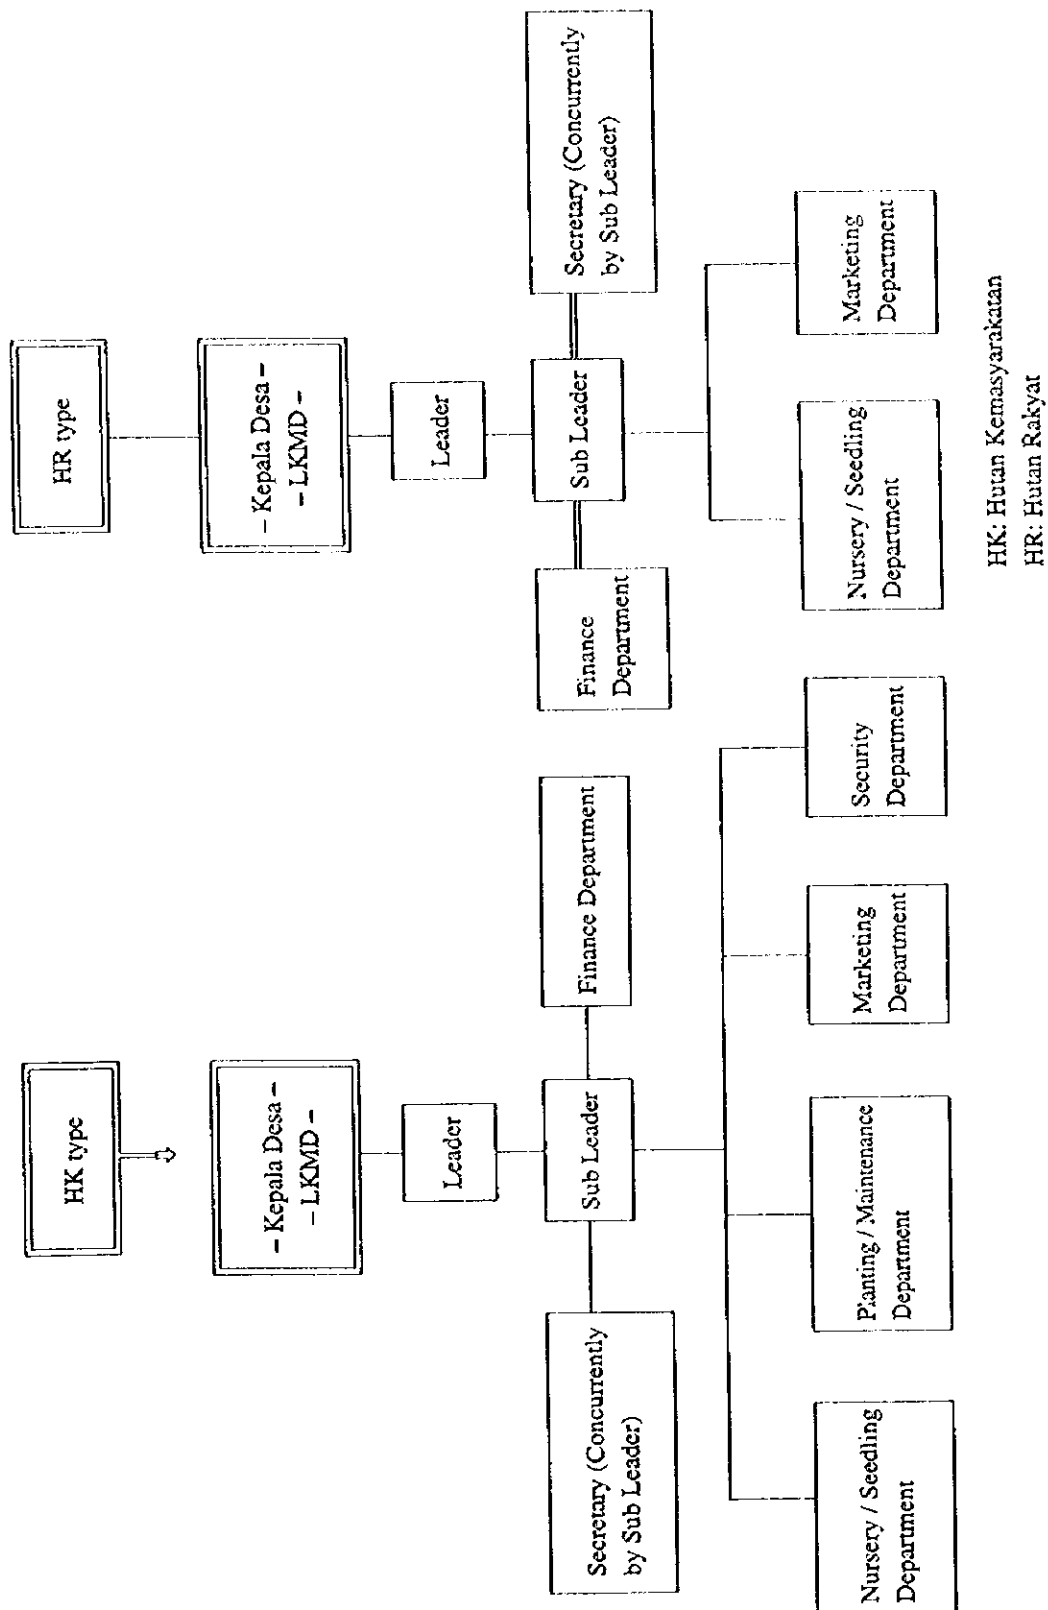 HK type
– Kepala Desa –
– LKMD –
Leader
Secretary (Concurrently
by Sub Leader)
Sub Leader
Finance Department
Nursery / Seedling
Department
Planting / Maintenance
Department
Marketing
Department
Security
Department
HR type
– Kepala Desa –
– LKMD –
Leader
Finance
Department
Sub Leader
Secretary (Concurrently
by Sub Leader)
Nursery / Seedling
Department
Marketing
Department
HK: Hutan Kemasyarakatan
HR: Hutan Rakyat